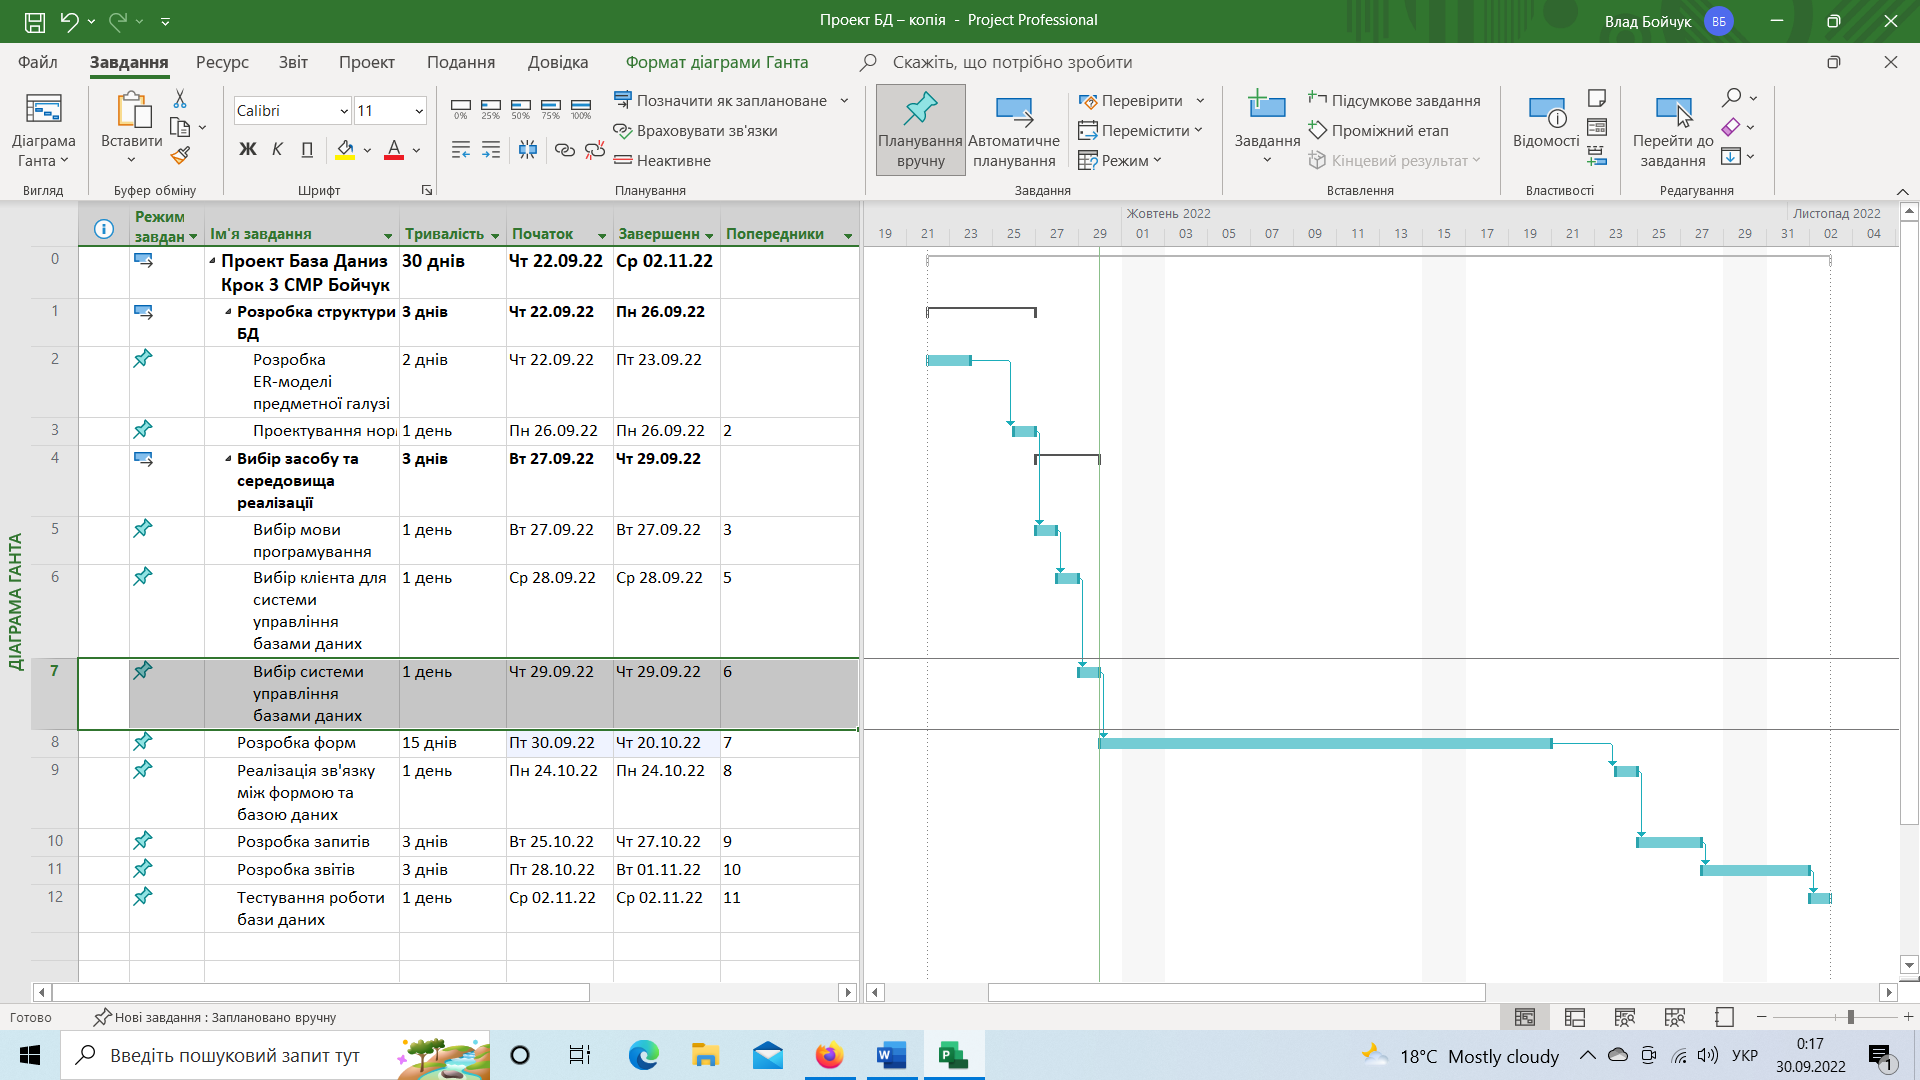 Проект БД – копія - Project Professional
Влад Бойчук
ВБ
Файл
Завдання
Ресурс
Звіт
Проект
Подання
Довідка
Формат діаграми Ганта
Скажіть, що потрібно зробити
Діаграма Ганта
Вигляд
Вставити
Буфер обміну
Calibri
11
Ж К П
Шрифт
0% 25% 50% 75% 100%
Позначити як заплановане
Враховувати зв'язки
Неактивне
Планування
Планування вручну
Автоматичне планування
Перевірити
Перемістити
Режим
Завдання
Завдання
Підсумкове завдання
Проміжний етап
Кінцевий результат
Вставлення
Відомості
Властивості
Перейти до завдання
Редагування
ДІАГРАМА ГАНТА
Режим завдан
Ім'я завдання
Тривалість
Початок
Завершенн
Попередники
Жовтень 2022
Листопад 2022
19 21 23 25 27 29 01 03 05 07 09 11 13 15 17 19 21 23 25 27 29 31 02 04
0 Проект База Даниз 30 днів Чт 22.09.22 Ср 02.11.22
Крок 3 СМР Бойчук
1 Розробка структури 3 днів Чт 22.09.22 Пн 26.09.22
БД
2 Розробка 2 днів Чт 22.09.22 Пт 23.09.22
ER-моделі
предметної галузі
3 Проектування нор 1 день Пн 26.09.22 Пн 26.09.22 2
4 Вибір засобу та 3 днів Вт 27.09.22 Чт 29.09.22
середовища
реалізації
5 Вибір мови 1 день Вт 27.09.22 Вт 27.09.22 3
програмування
6 Вибір клієнта для 1 день Ср 28.09.22 Ср 28.09.22 5
системи
управління
базами даних
7 Вибір системи 1 день Чт 29.09.22 Чт 29.09.22 6
управління
базами даних
8 Розробка форм 15 днів Пт 30.09.22 Чт 20.10.22 7
9 Реалізація зв'язку 1 день Пн 24.10.22 Пн 24.10.22 8
між формою та
базою даних
10 Розробка запитів 3 днів Вт 25.10.22 Чт 27.10.22 9
11 Розробка звітів 3 днів Пт 28.10.22 Вт 01.11.22 10
12 Тестування роботи 1 день Ср 02.11.22 Ср 02.11.22 11
бази даних
Готово
Нові завдання : Заплановано вручну
Введіть пошуковий запит тут
18°C Mostly cloudy
УКР
0:17
30.09.2022
1